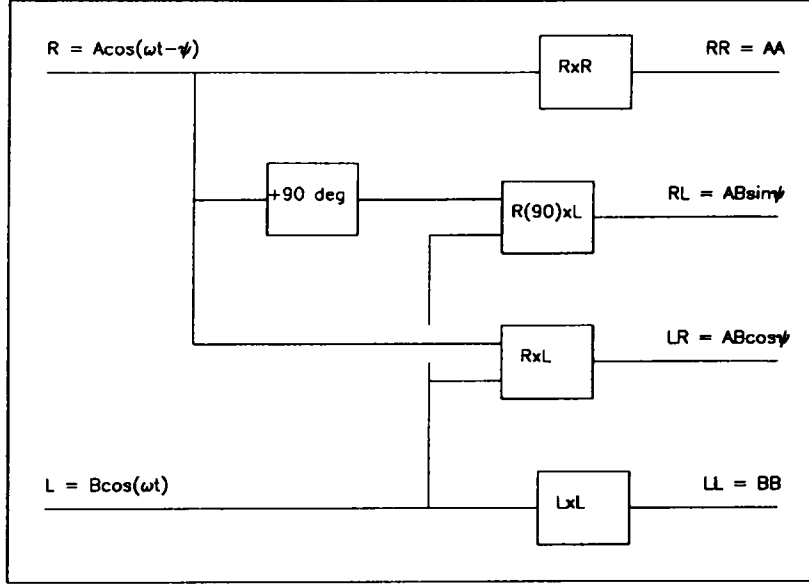 R = Acos(ωt-ψ)
RR = AA
RxR
+90 deg
RL = ABsinψ
R(90)xL
LR = ABcosψ
RxL
L = Bcos(ωt)
LL = BB
LxL